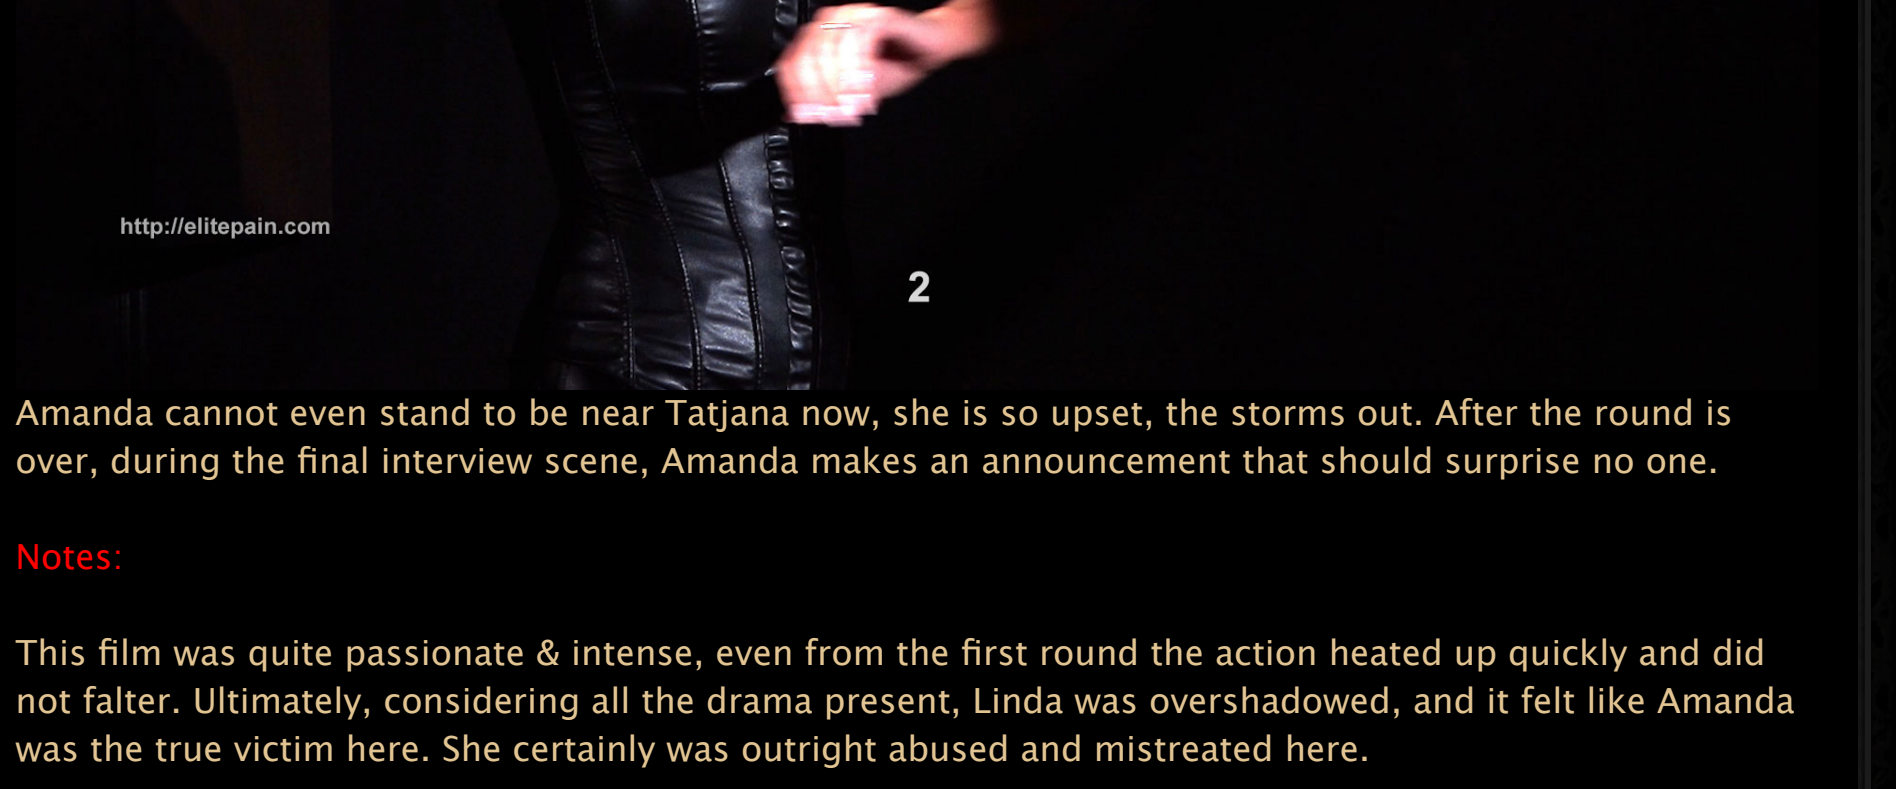 http://elitepain.com
2
Amanda cannot even stand to be near Tatjana now, she is so upset, the storms out. After the round is
over, during the final interview scene, Amanda makes an announcement that should surprise no one.
Notes:
This film was quite passionate & intense, even from the first round the action heated up quickly and did
not falter. Ultimately, considering all the drama present, Linda was overshadowed, and it felt like Amanda
was the true victim here. She certainly was outright abused and mistreated here.